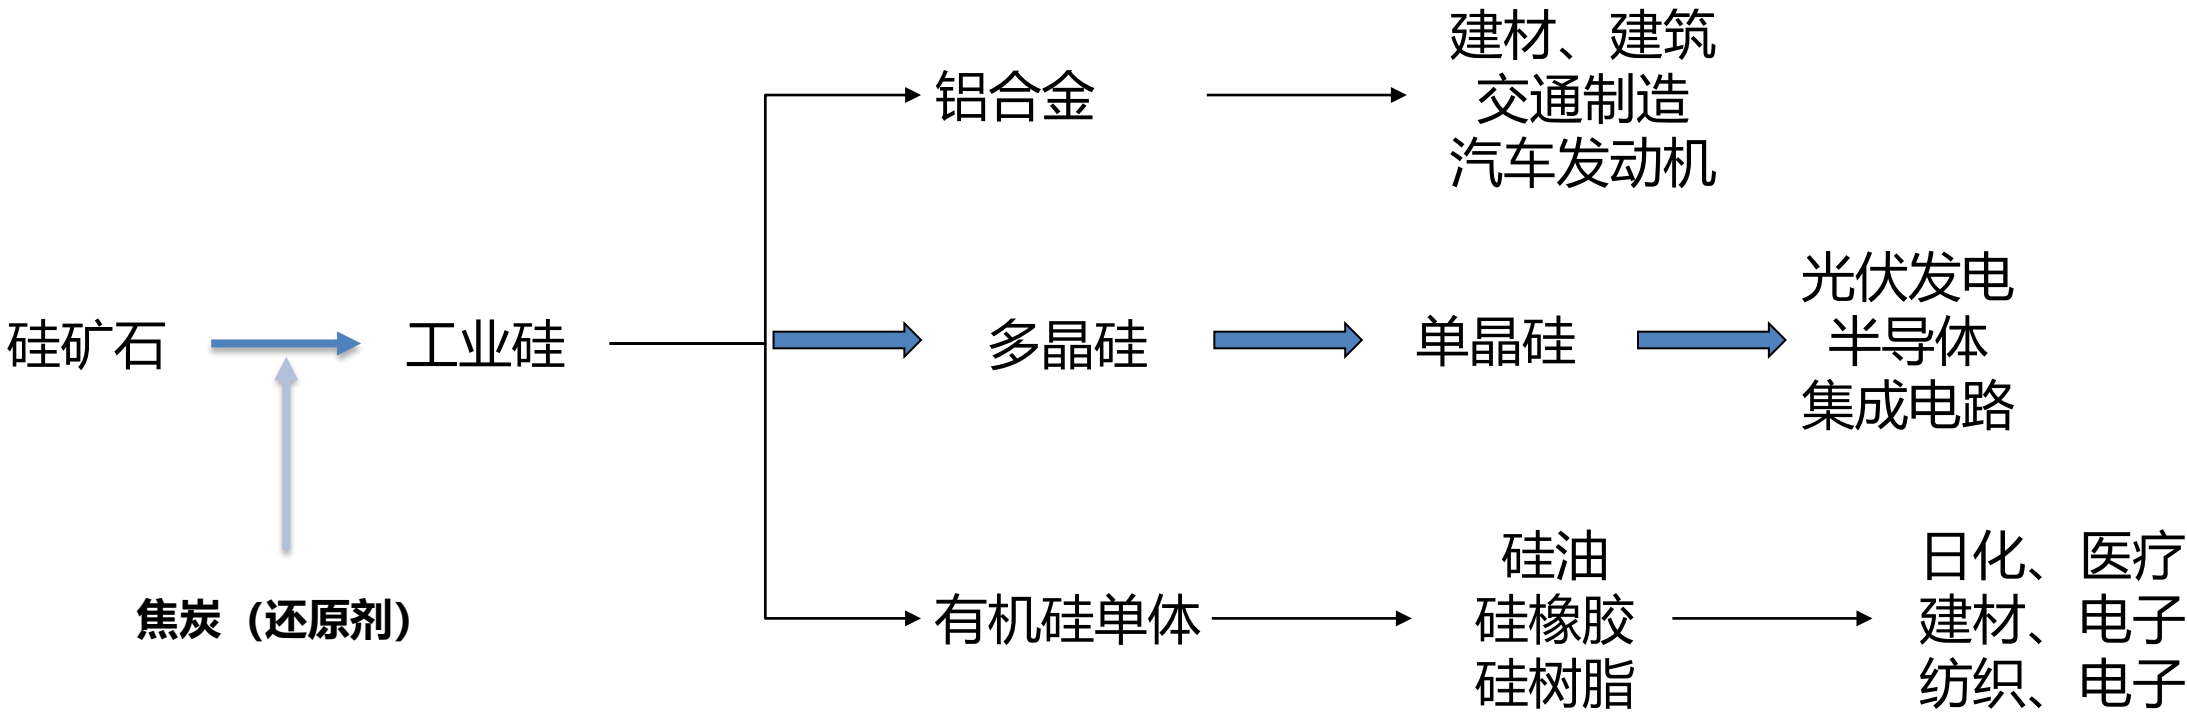 铝合金
建材、建筑
交通制造
汽车发动机
硅矿石
工业硅
多晶硅
单晶硅
光伏发电
半导体
集成电路
焦炭（还原剂）
有机硅单体
硅油
硅橡胶
硅树脂
日化、医疗
建材、电子
纺织、电子